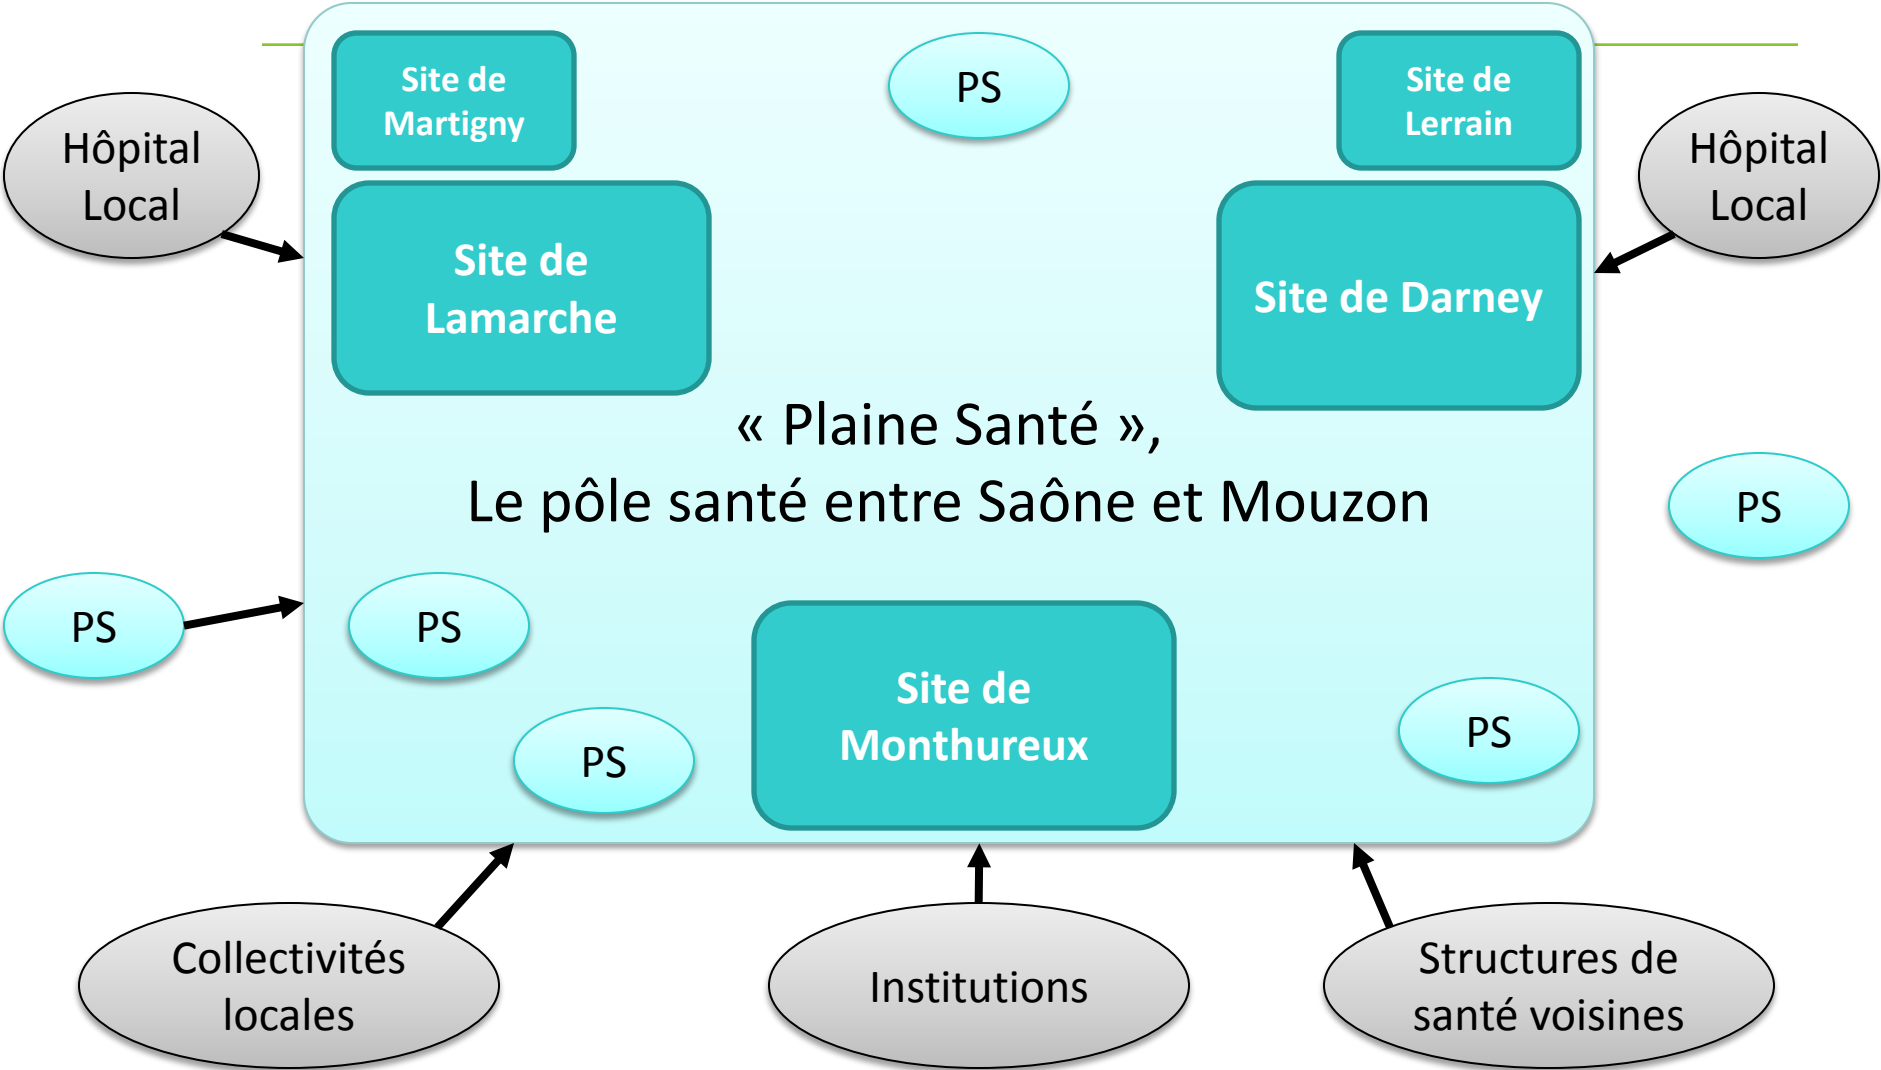 Site de
Martigny
PS
Site de
Lerrain
Hôpital
Local
Hôpital
Local
Site de
Lamarche
Site de Darney
« Plaine Santé »,
Le pôle santé entre Saône et Mouzon
PS
PS
PS
Site de
Monthureux
PS
PS
Collectivités
locales
Institutions
Structures de
santé voisines